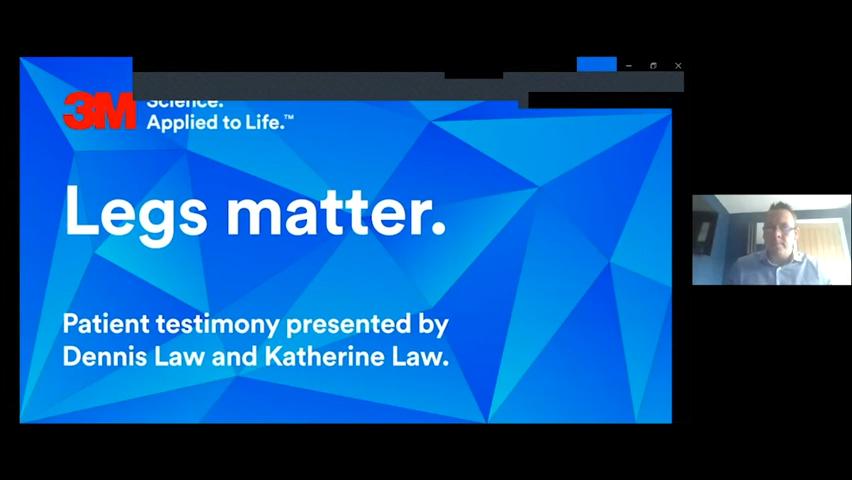 3M Science.
Applied to Life.™
Legs matter.
Patient testimony presented by
Dennis Law and Katherine Law.